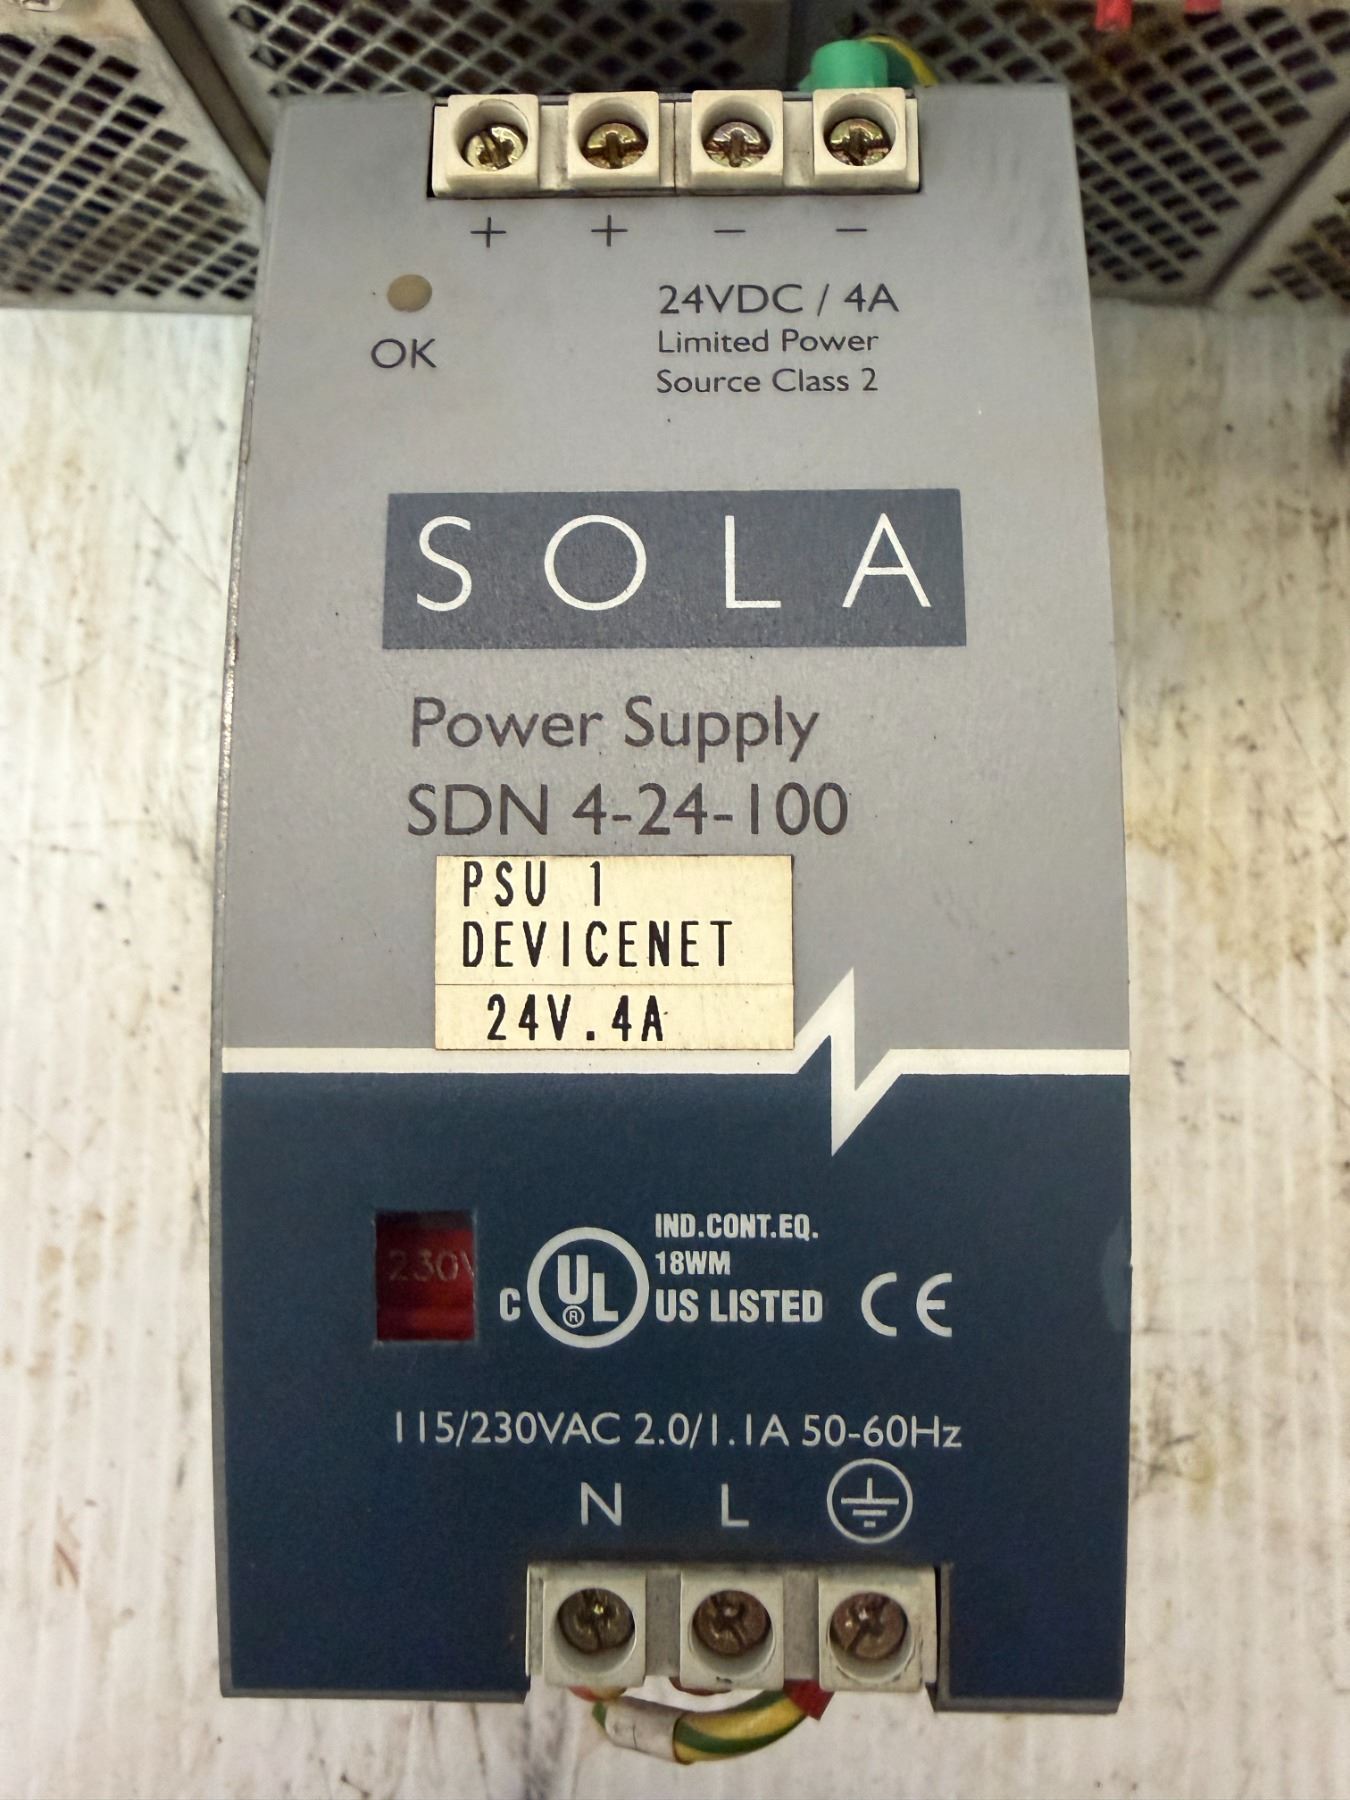 + + − −
OK
24VDC / 4A
Limited Power
Source Class 2
SOLA
Power Supply
SDN 4-24-100
PSU 1
DEVICENET
24V.4A
230V
IND.CONT.EQ.
18WM
C UL ® US LISTED CE
115/230VAC 2.0/1.1A 50-60Hz
N L